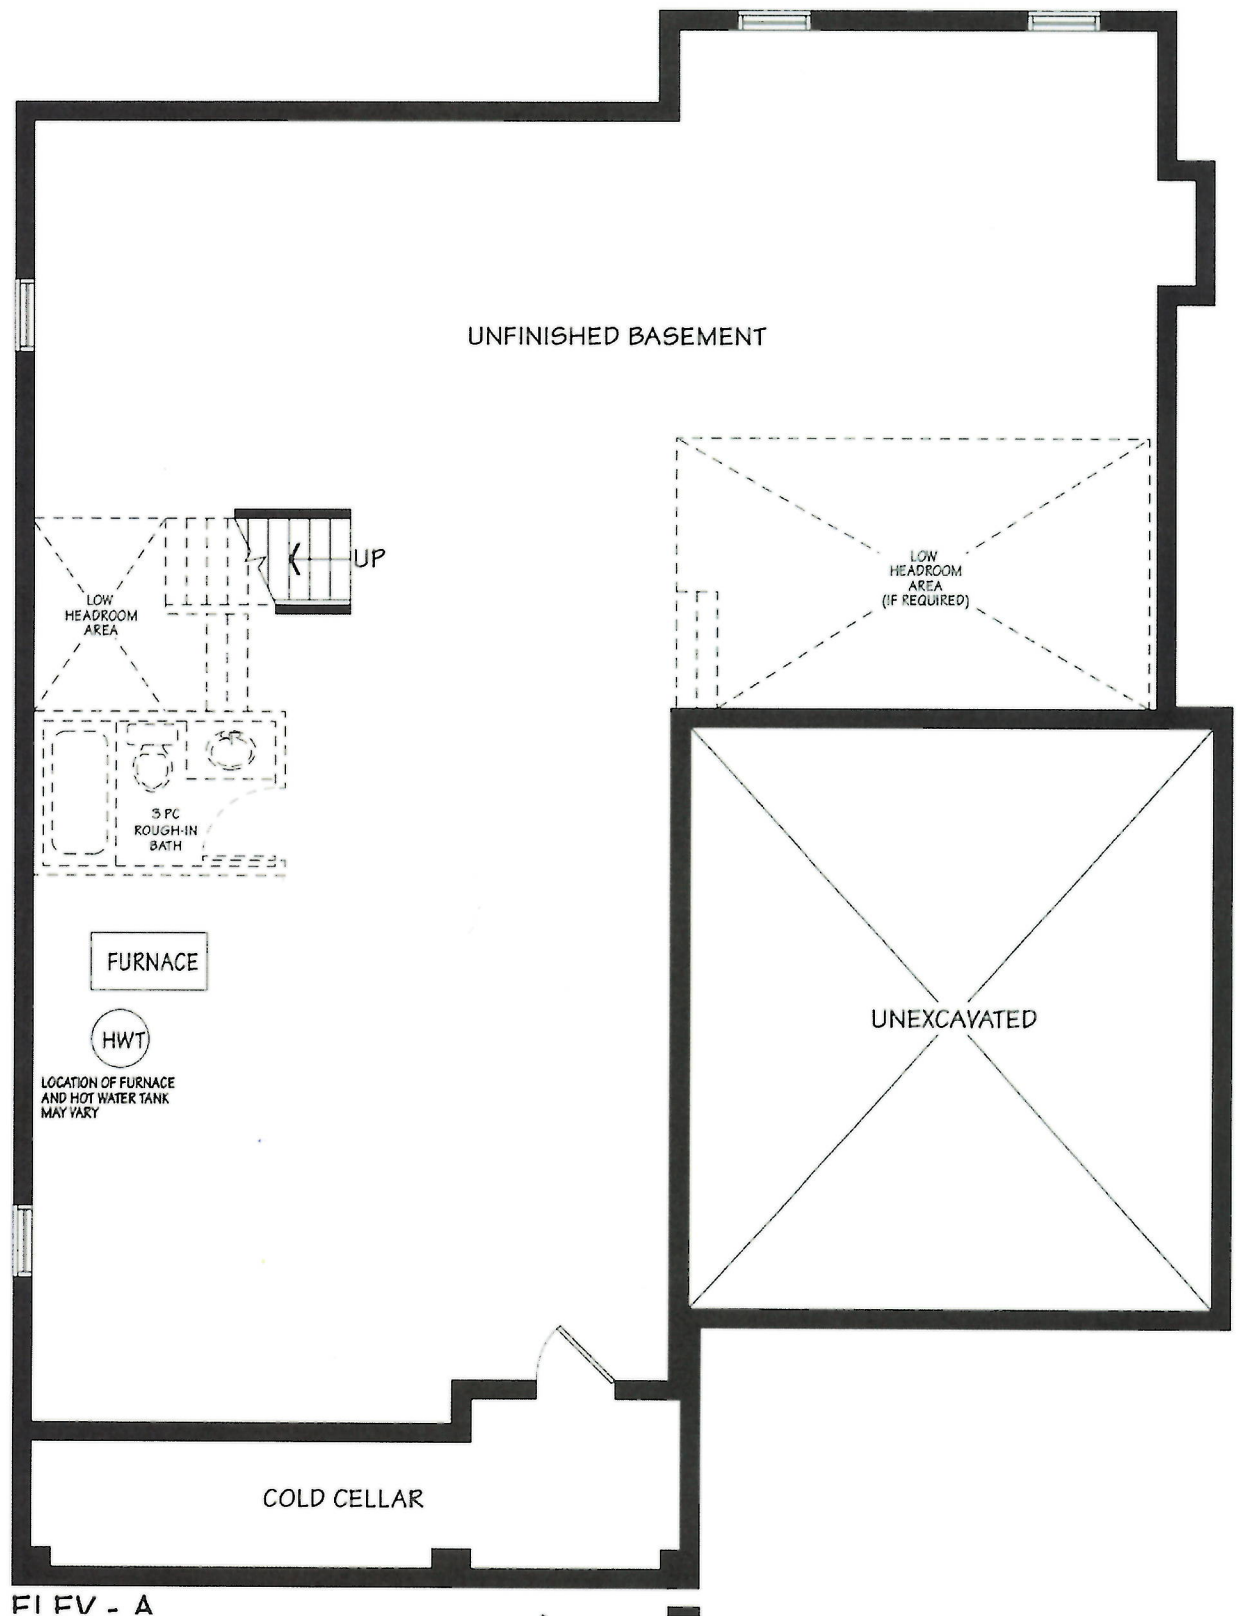 UNFINISHED BASEMENT
UP
LOW
HEADROOM
AREA
(IF REQUIRED)
LOW
HEADROOM
AREA
3 PC
ROUGH-IN
BATH
FURNACE
HWT
LOCATION OF FURNACE
AND HOT WATER TANK
MAY VARY
UNEXCAVATED
COLD CELLAR
ELEV - A